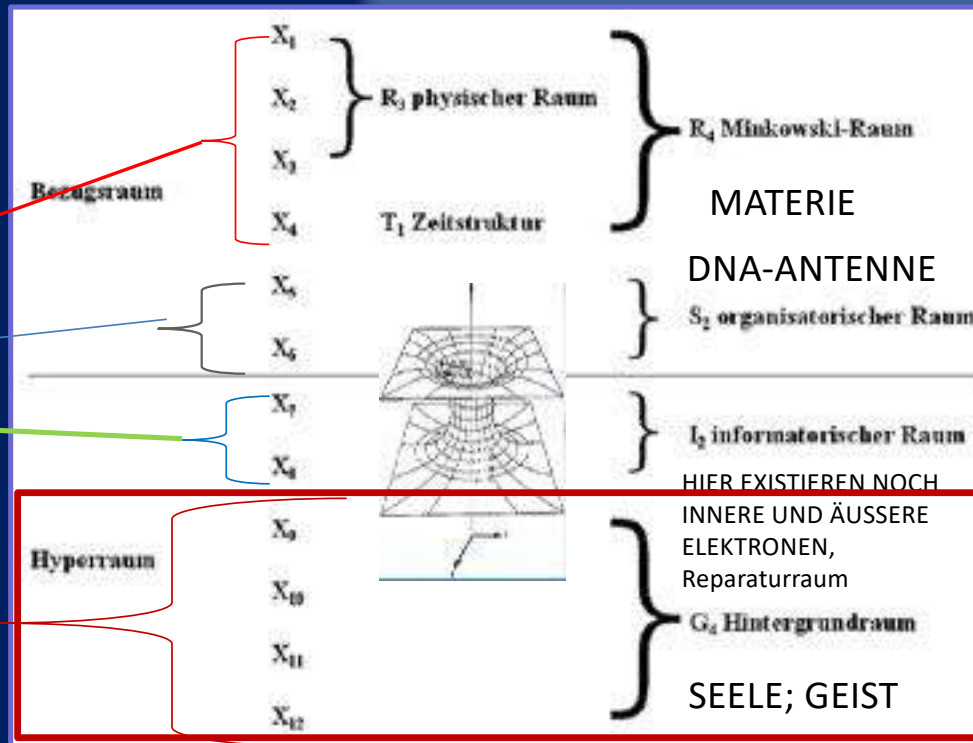 X₁
X₂ R₃ physischer Raum
R₄ Minkowski-Raum
X₃
Bezugsraum
MATERIE
X₄ T₁ Zeitstruktur
DNA-ANTENNE
X₅
S₂ organisatorischer Raum
X₆
X₇
I₂ informatorischer Raum
X₈
HIER EXISTIEREN NOCH
INNERE UND ÄUSSERE
ELEKTRONEN,
Reparaturraum
X₉
Hyperraum
X₁₀
G₄ Hintergrundraum
X₁₁
SEELE; GEIST
X₁₂